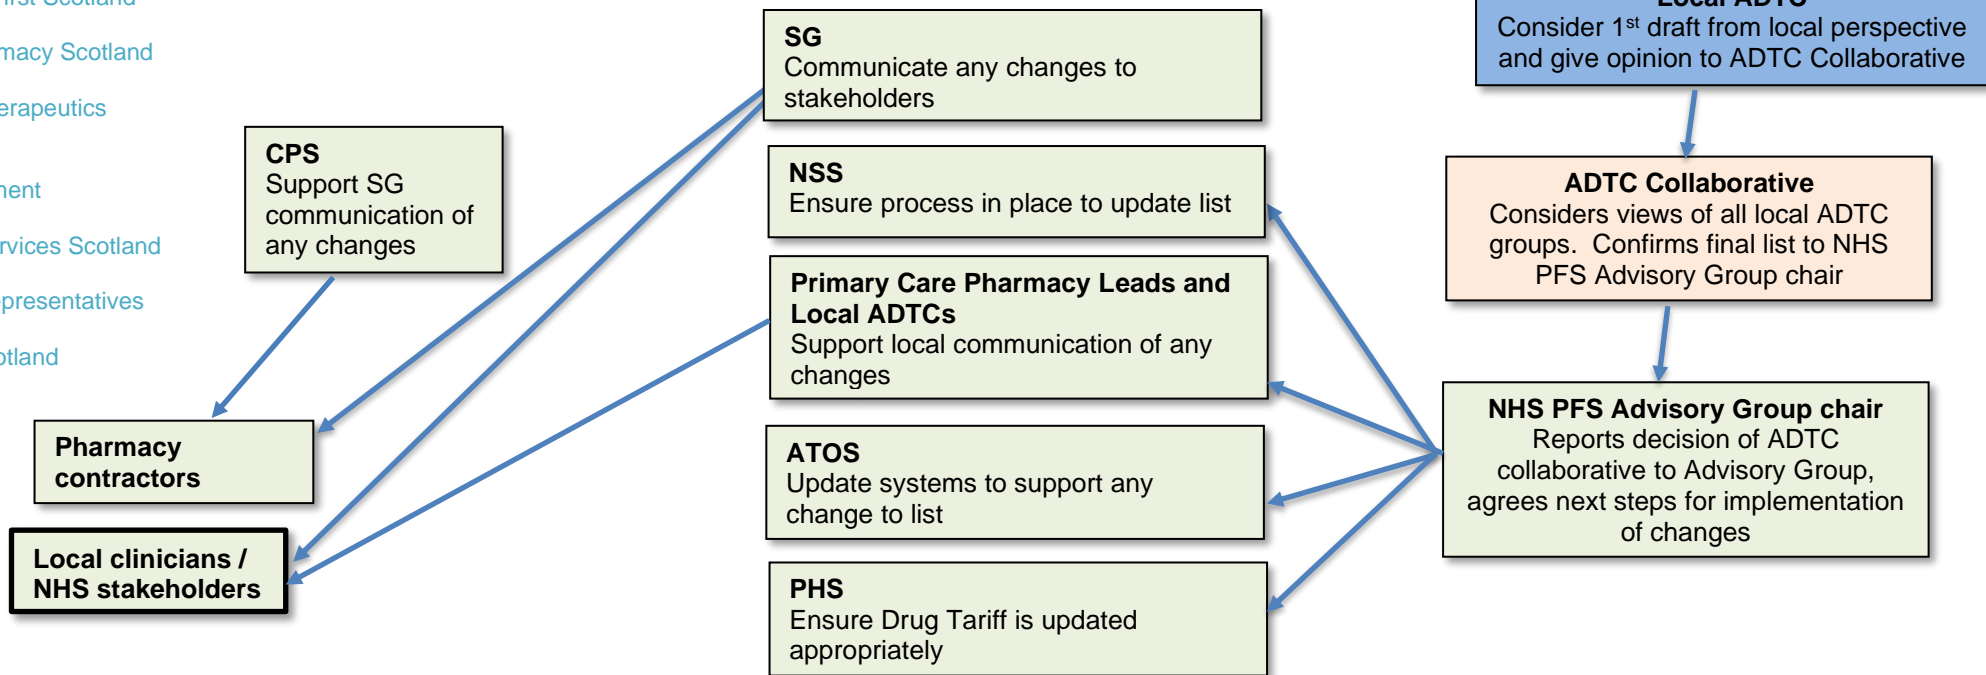 First Scotland
macy Scotland
erapeutics
ment
rvices Scotland
presentatives
otland
CPS
Support SG
communication of
any changes
Pharmacy
contractors
Local clinicians /
NHS stakeholders
SG
Communicate any changes to
stakeholders
NSS
Ensure process in place to update list
Primary Care Pharmacy Leads and
Local ADTCs
Support local communication of any
changes
ATOS
Update systems to support any
change to list
PHS
Ensure Drug Tariff is updated
appropriately
Local ADTC
Consider 1st draft from local perspective
and give opinion to ADTC Collaborative
ADTC Collaborative
Considers views of all local ADTC
groups. Confirms final list to NHS
PFS Advisory Group chair
NHS PFS Advisory Group chair
Reports decision of ADTC
collaborative to Advisory Group,
agrees next steps for implementation
of changes